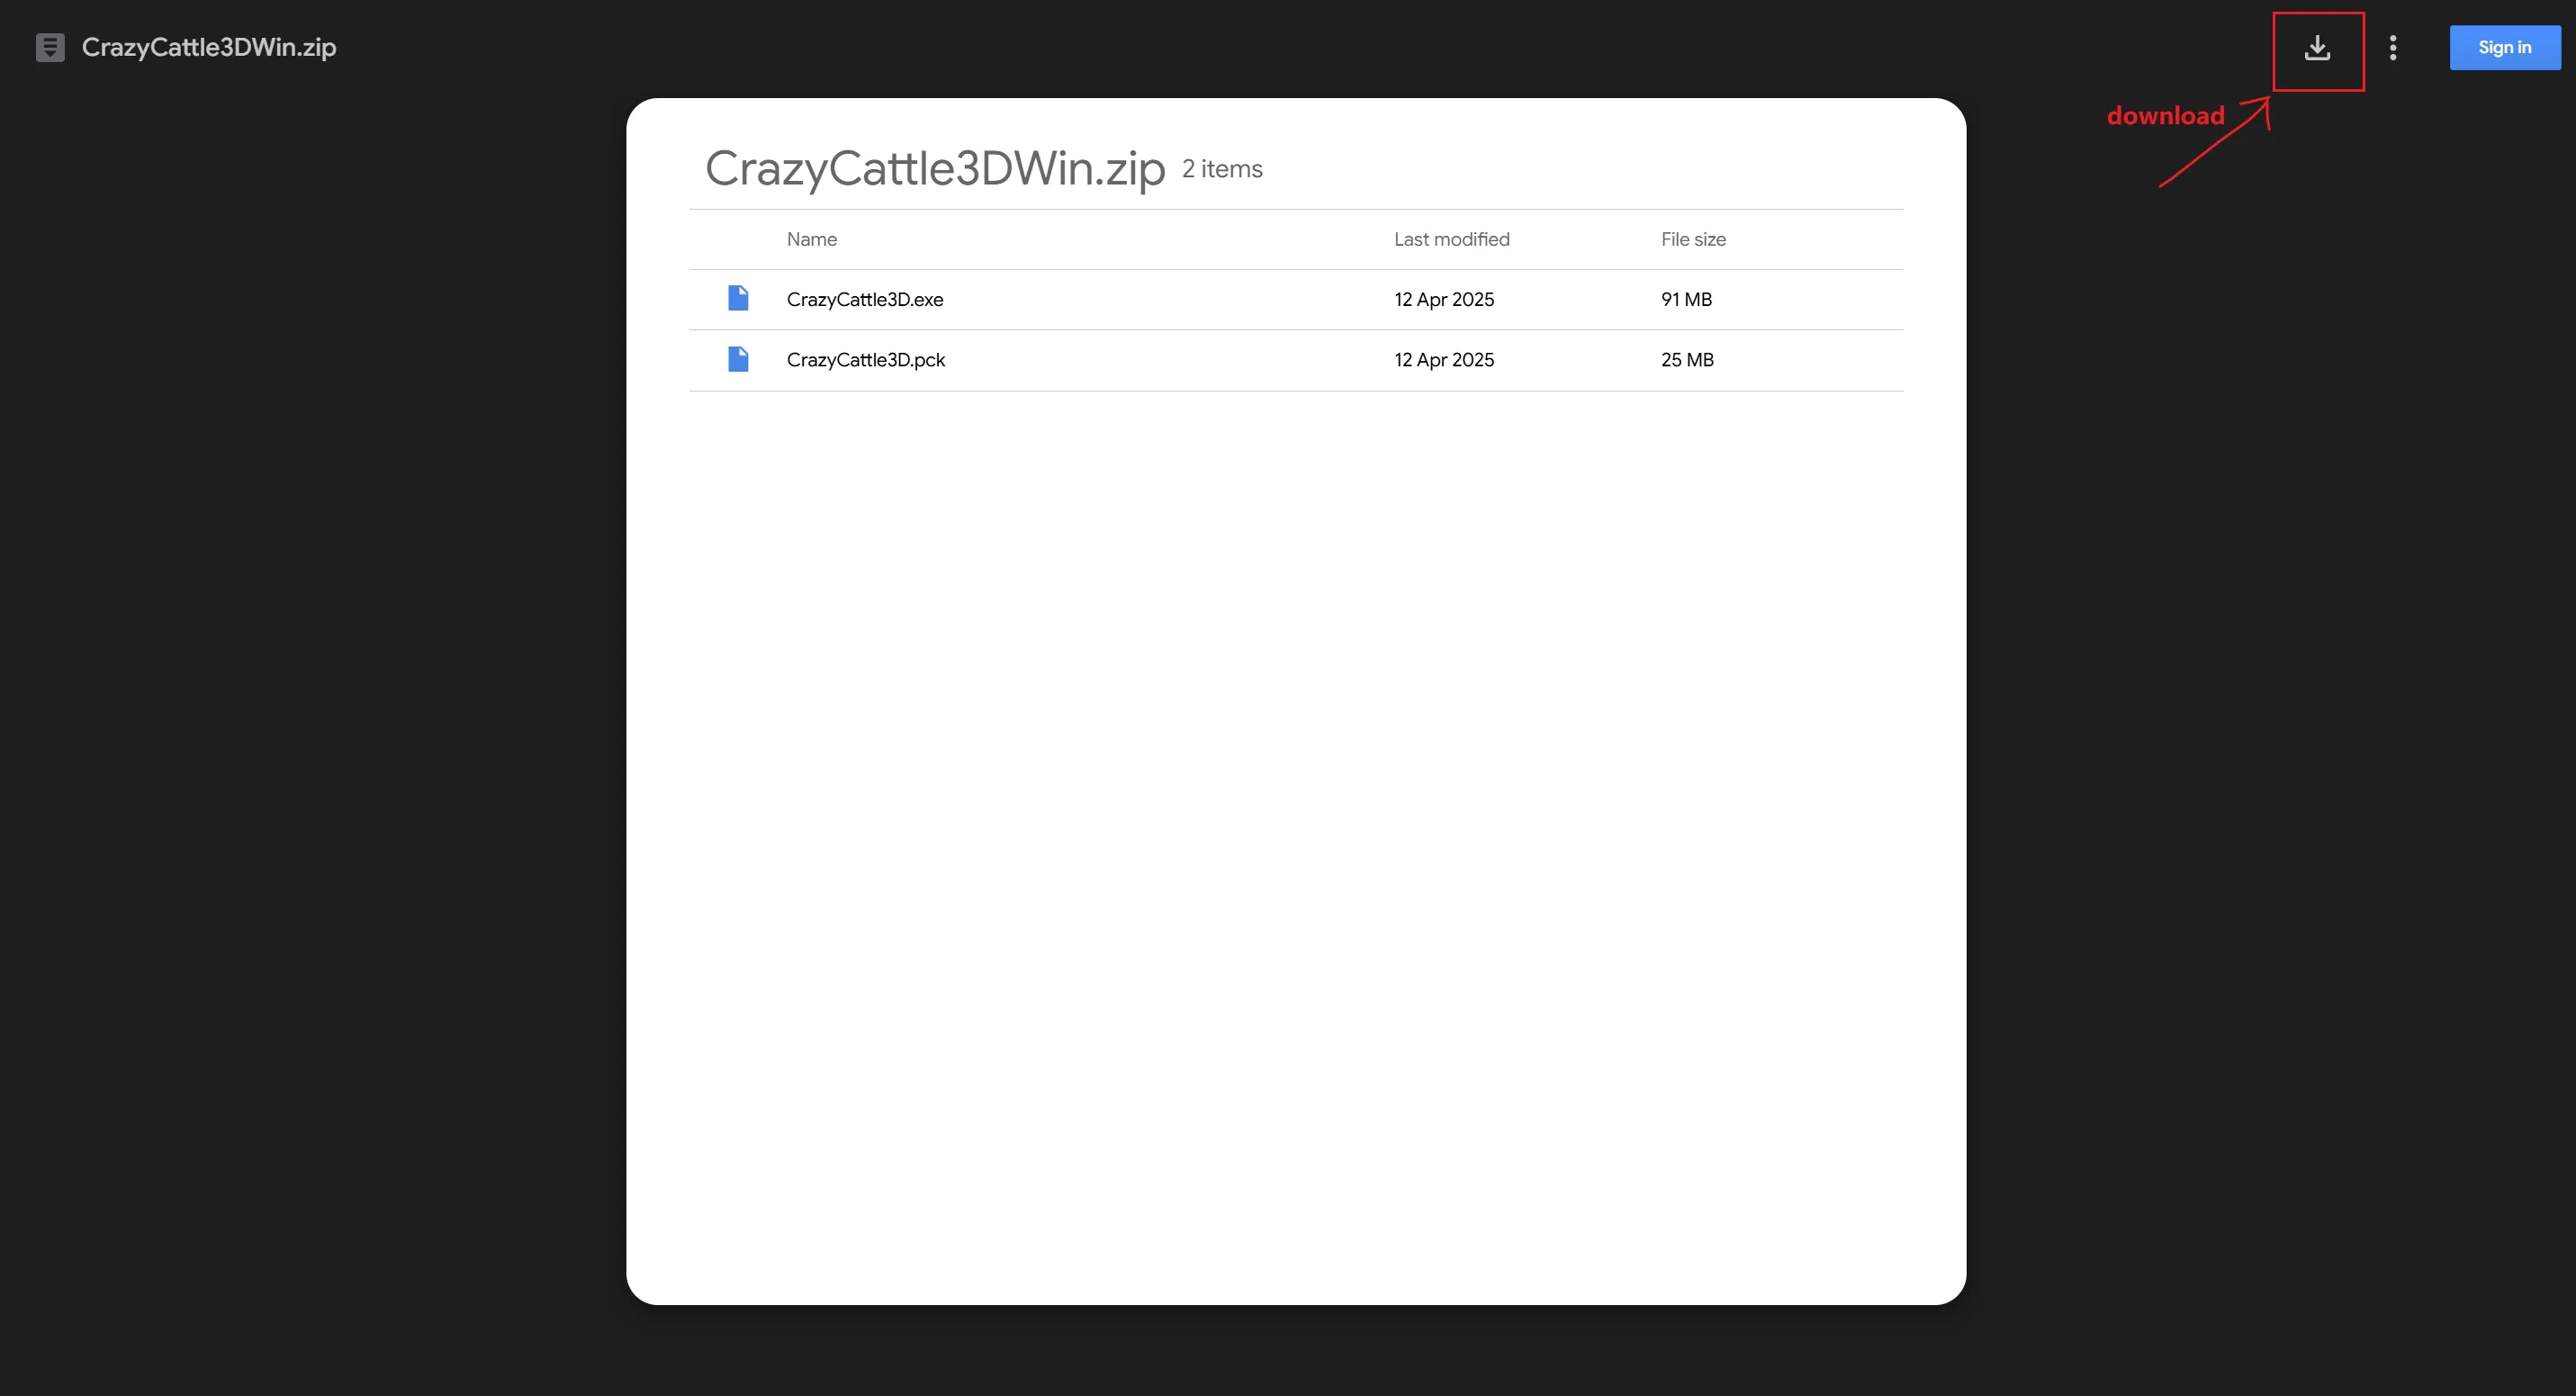 CrazyCattle3DWin.zip
Sign in
download
CrazyCattle3DWin.zip 2 items
Name Last modified File size
CrazyCattle3D.exe 12 Apr 2025 91 MB
CrazyCattle3D.pck 12 Apr 2025 25 MB